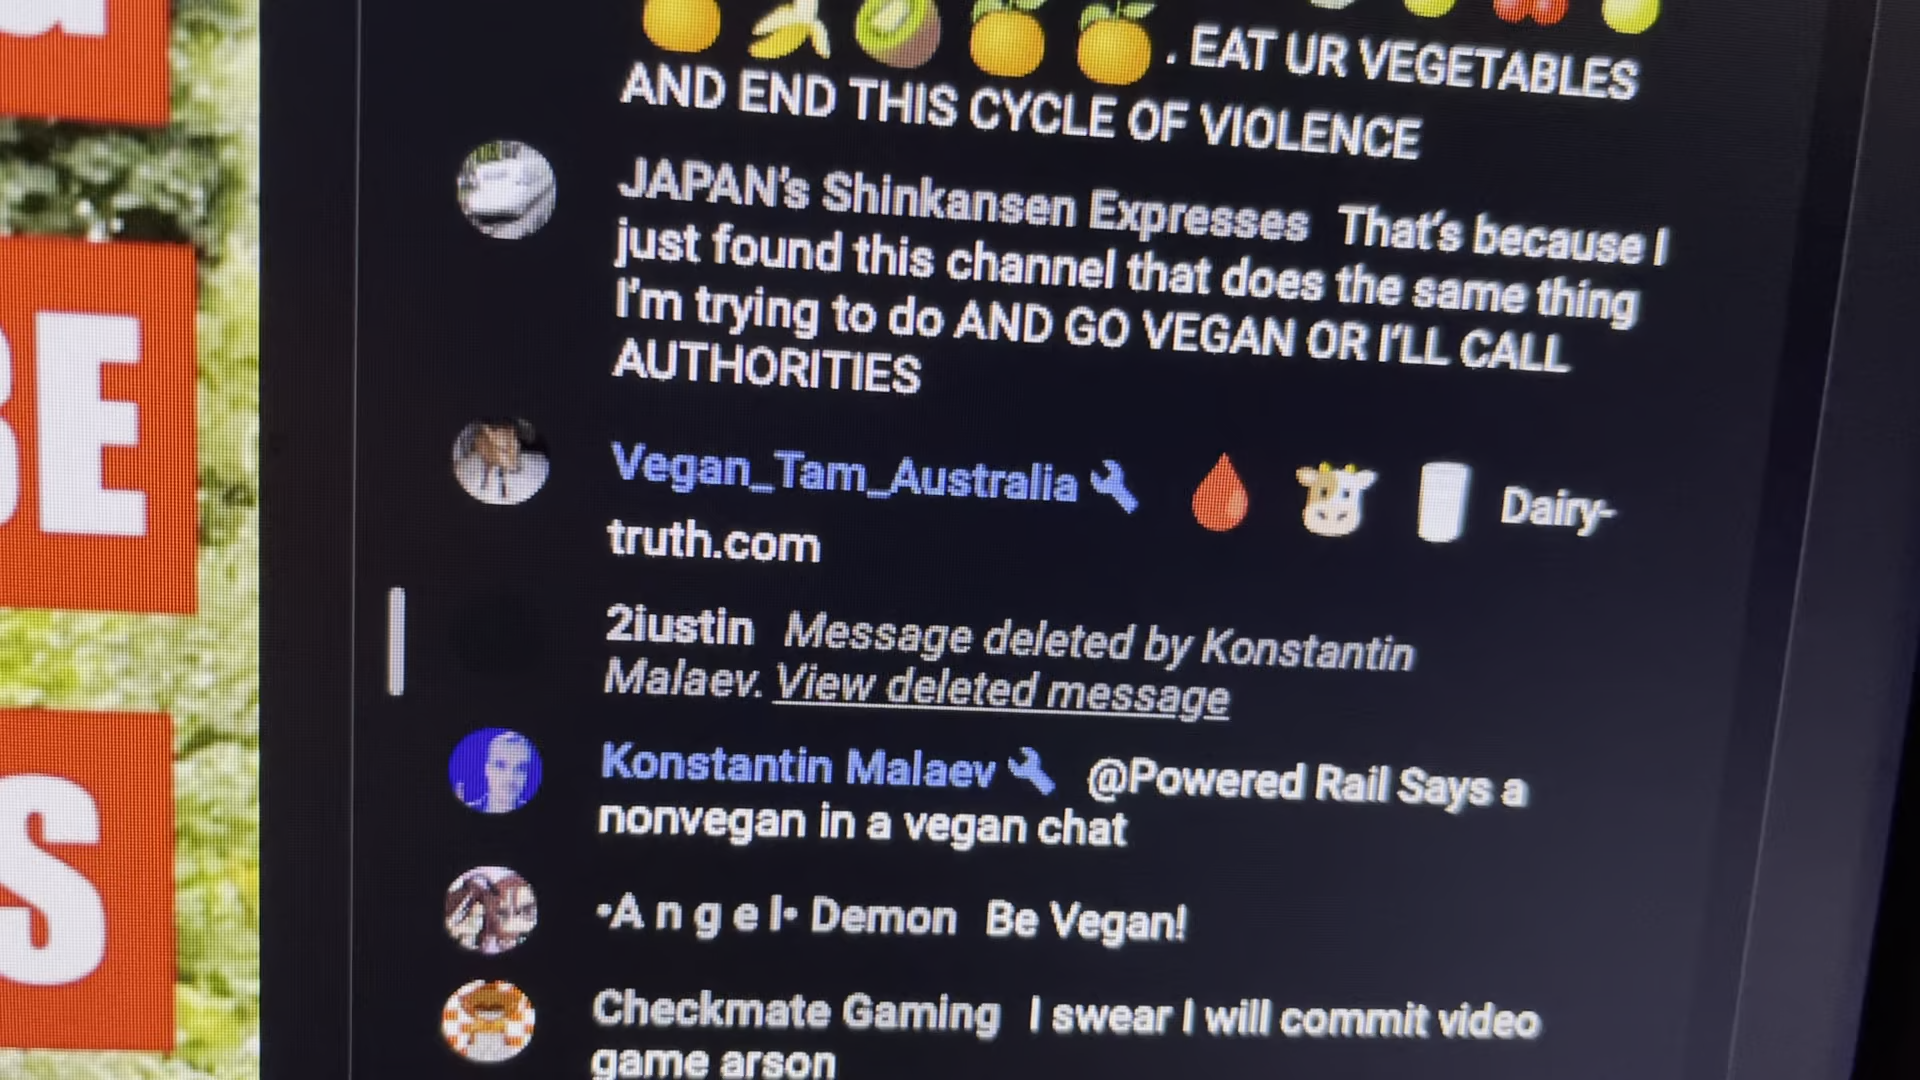 . EAT UR VEGETABLES
AND END THIS CYCLE OF VIOLENCE
JAPAN's Shinkansen Expresses That's because I
just found this channel that does the same thing
I'm trying to do AND GO VEGAN OR I'LL CALL
AUTHORITIES
Vegan_Tam_Australia Dairy-
truth.com
2iustin Message deleted by Konstantin
Malaev. View deleted message
Konstantin Malaev @Powered Rail Says a
nonvegan in a vegan chat
•A n g e l• Demon Be Vegan!
Checkmate Gaming I swear I will commit video
game arson
BE
S